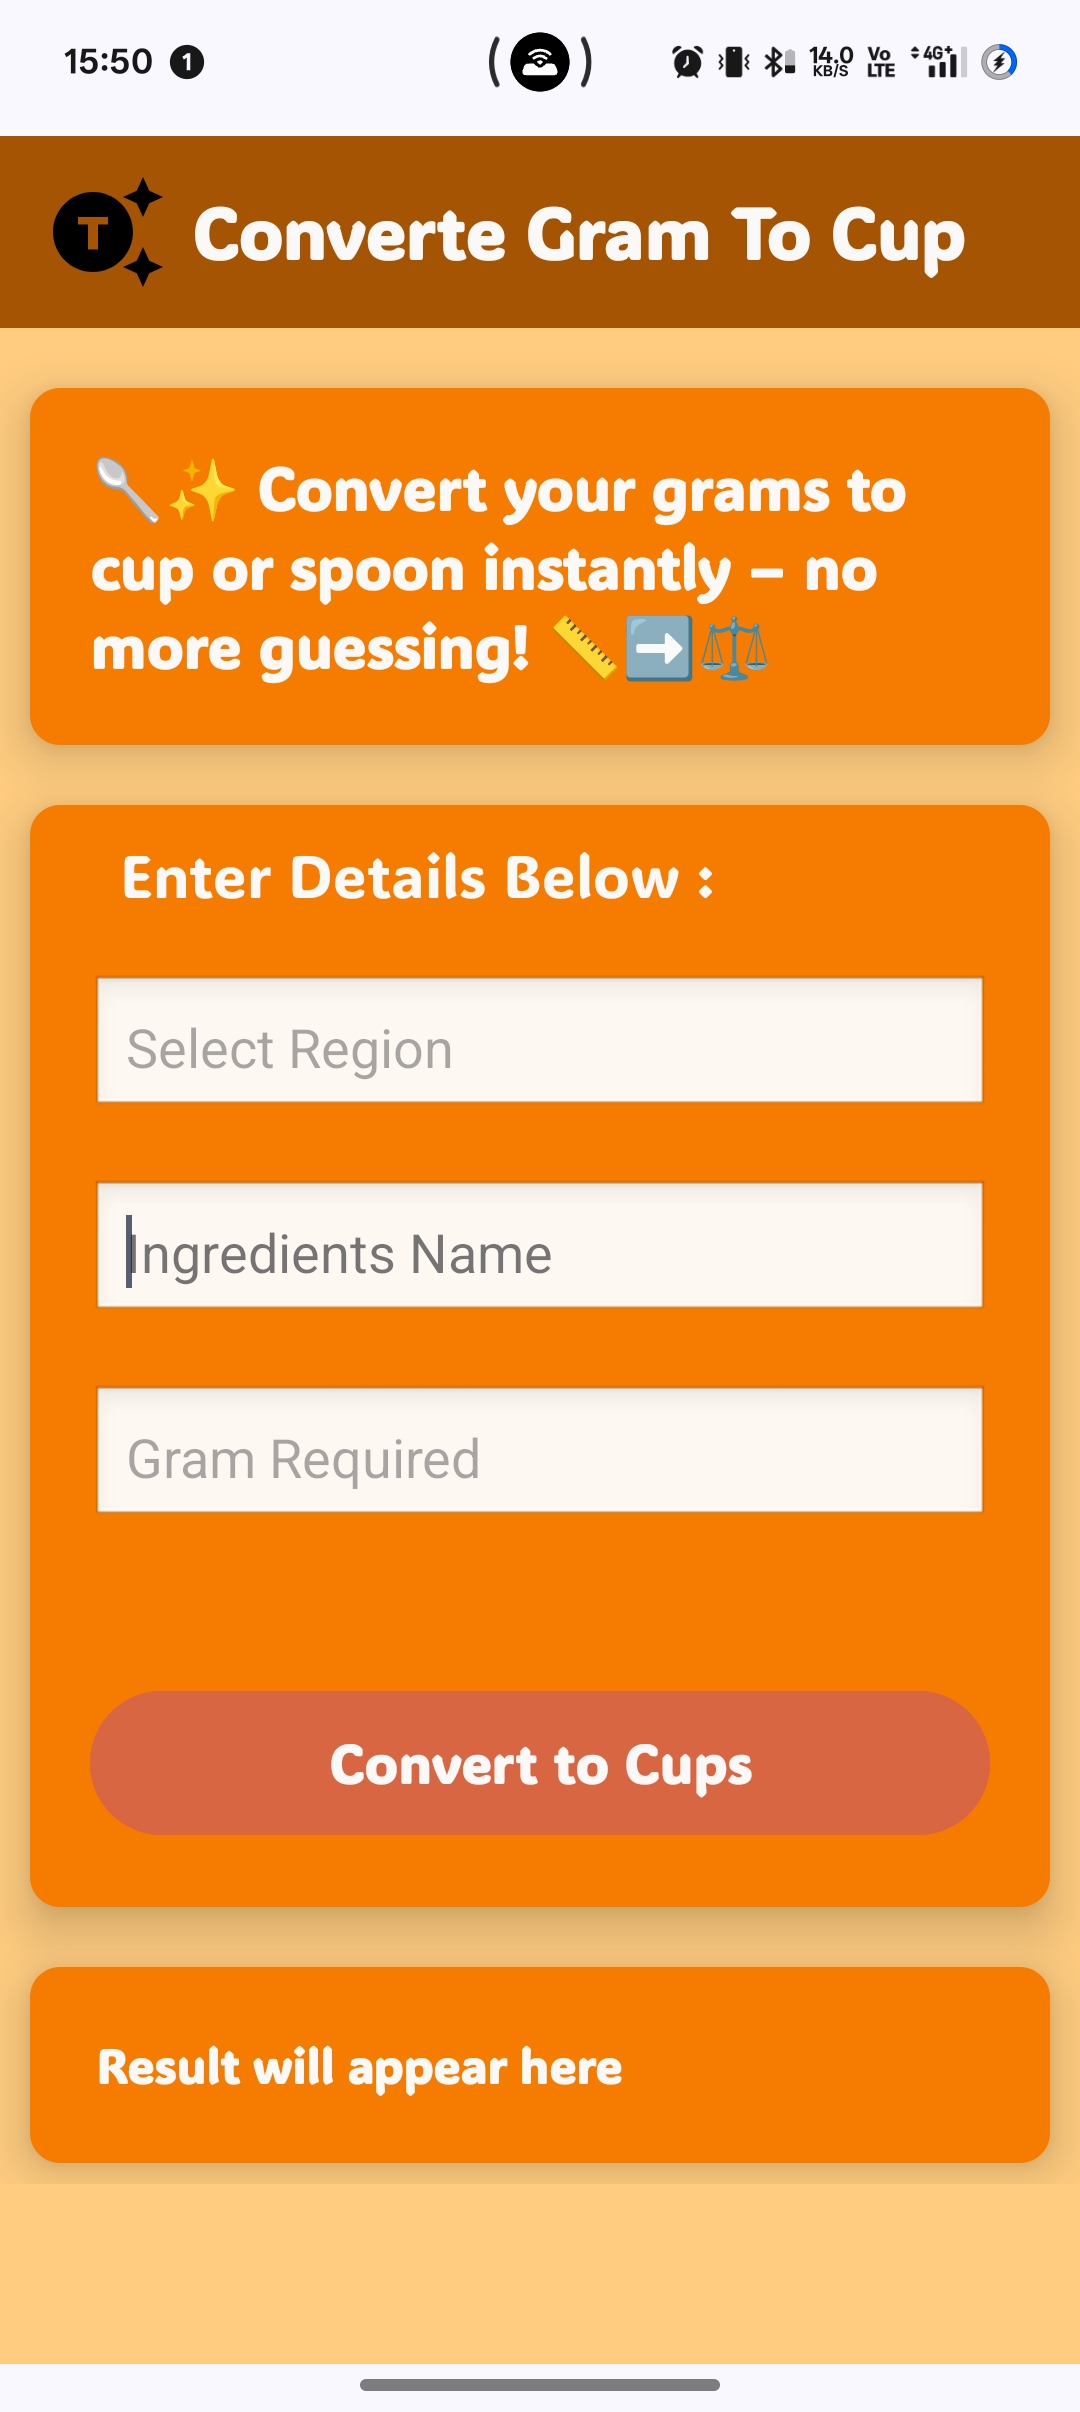 15:50 1 14.0 KB/S Vo LTE 4G+
T Converte Gram To Cup
🥄✨ Convert your grams to
cup or spoon instantly – no
more guessing! 📏➡️⚖️
Enter Details Below :
Select Region
Ingredients Name
Gram Required
Convert to Cups
Result will appear here